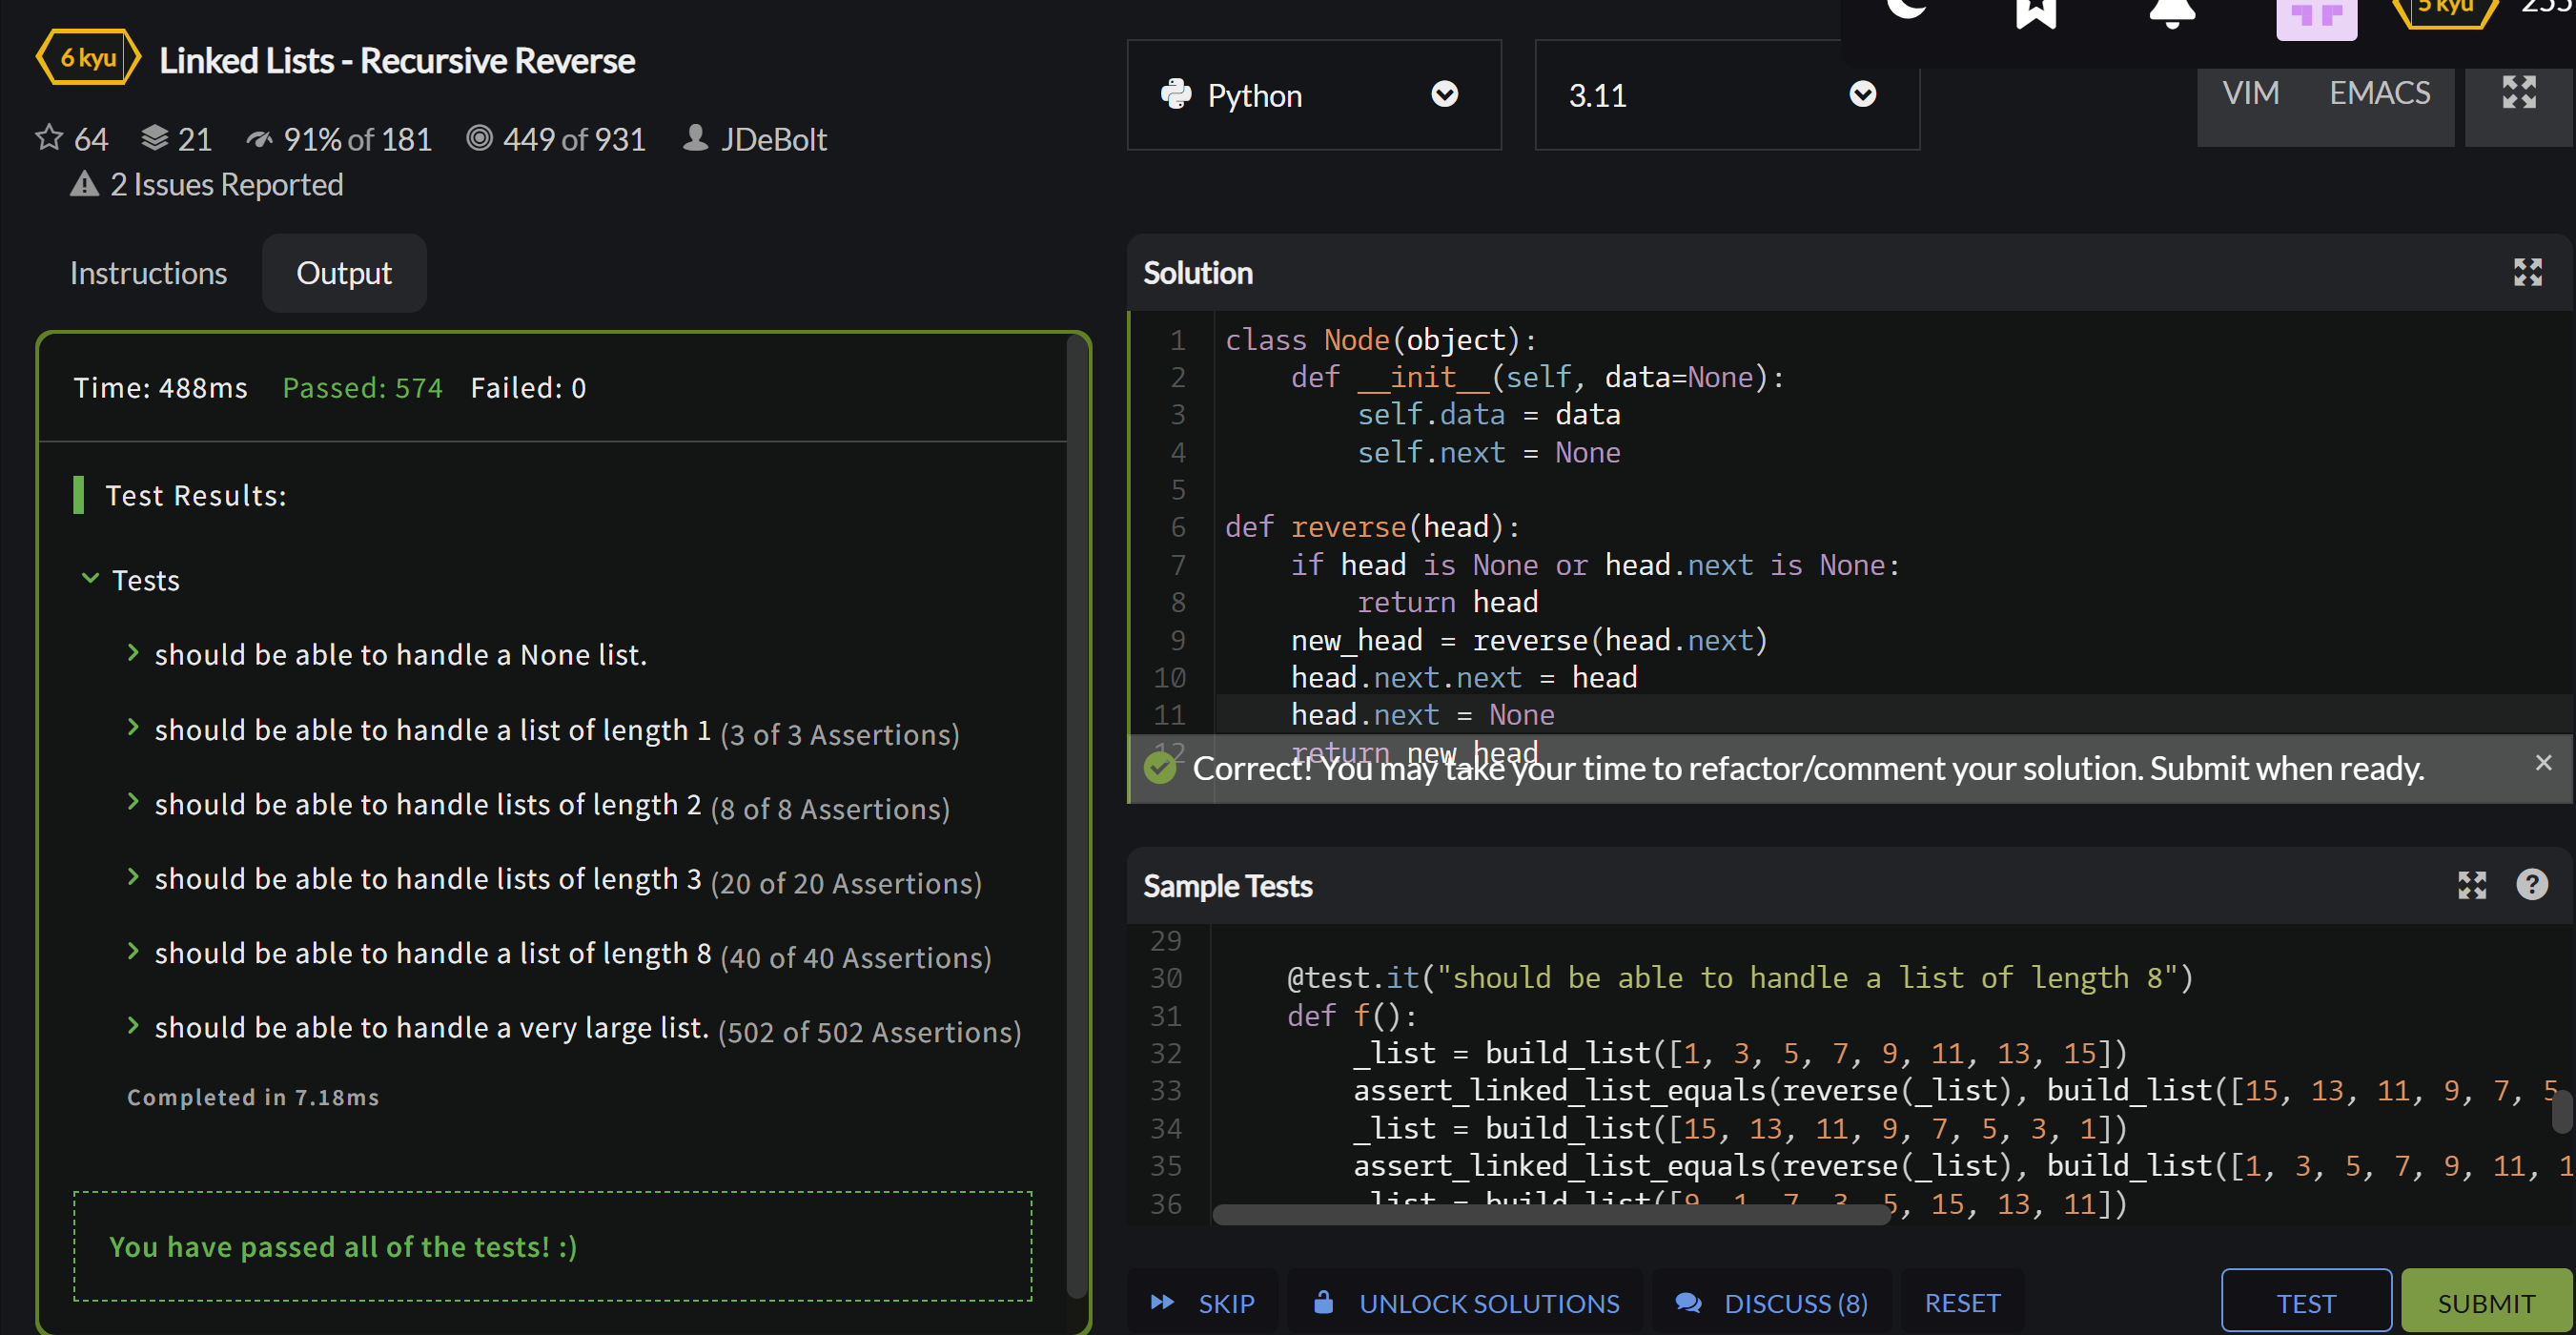 6 kyu Linked Lists - Recursive Reverse
64 21 91% of 181 449 of 931 JDeBolt
2 Issues Reported
Instructions Output
Time: 488ms Passed: 574 Failed: 0
Test Results:
Tests
should be able to handle a None list.
should be able to handle a list of length 1 (3 of 3 Assertions)
should be able to handle lists of length 2 (8 of 8 Assertions)
should be able to handle lists of length 3 (20 of 20 Assertions)
should be able to handle a list of length 8 (40 of 40 Assertions)
should be able to handle a very large list. (502 of 502 Assertions)
Completed in 7.18ms
You have passed all of the tests! :)
5 kyu 255
Python 3.11 VIM EMACS
Solution
1 class Node(object):
2     def __init__(self, data=None):
3         self.data = data
4         self.next = None
5
6 def reverse(head):
7     if head is None or head.next is None:
8         return head
9     new_head = reverse(head.next)
10     head.next.next = head
11     head.next = None
12     return new_head
Correct! You may take your time to refactor/comment your solution. Submit when ready.
Sample Tests
29
30     @test.it("should be able to handle a list of length 8")
31     def f():
32         _list = build_list([1, 3, 5, 7, 9, 11, 13, 15])
33         assert_linked_list_equals(reverse(_list), build_list([15, 13, 11, 9, 7, 5
34         _list = build_list([15, 13, 11, 9, 7, 5, 3, 1])
35         assert_linked_list_equals(reverse(_list), build_list([1, 3, 5, 7, 9, 11, 1
36         _list = build_list([9, 1, 7, 3, 5, 15, 13, 11])
SKIP UNLOCK SOLUTIONS DISCUSS (8) RESET TEST SUBMIT